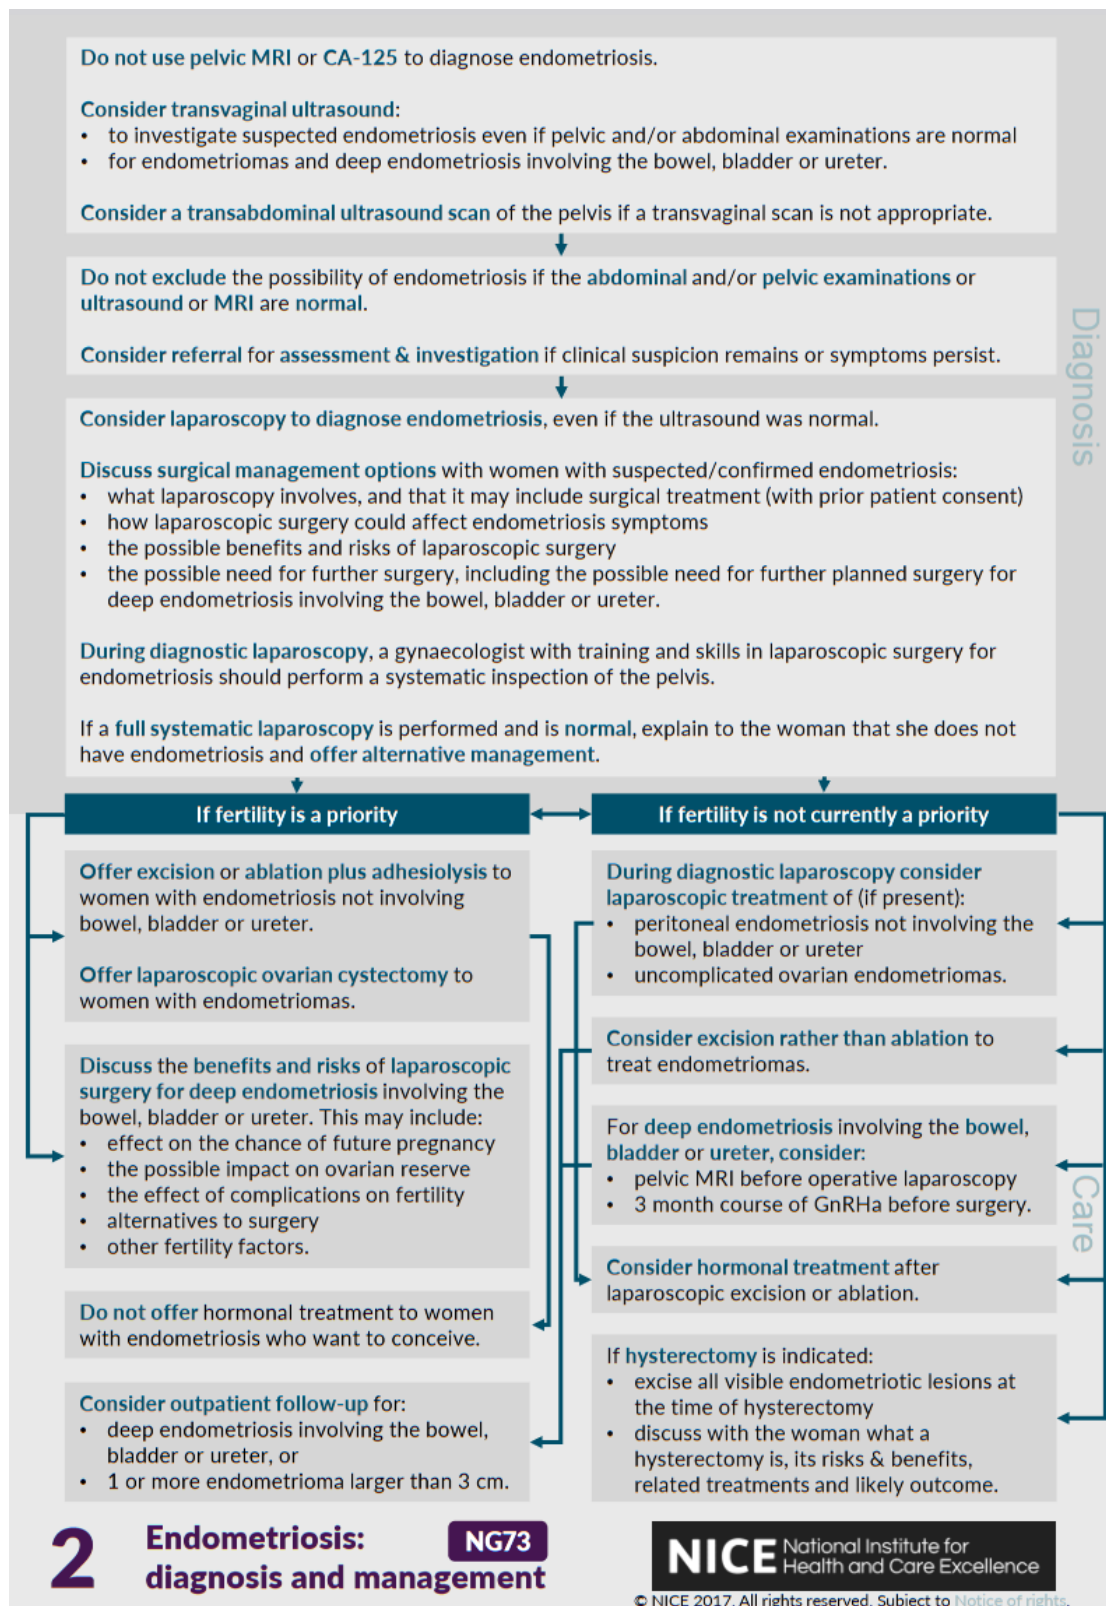 Do not use pelvic MRI or CA-125 to diagnose endometriosis.
Consider transvaginal ultrasound:
• to investigate suspected endometriosis even if pelvic and/or abdominal examinations are normal
• for endometriomas and deep endometriosis involving the bowel, bladder or ureter.
Consider a transabdominal ultrasound scan of the pelvis if a transvaginal scan is not appropriate.
Do not exclude the possibility of endometriosis if the abdominal and/or pelvic examinations or
ultrasound or MRI are normal.
Consider referral for assessment & investigation if clinical suspicion remains or symptoms persist.
Diagnosis
Consider laparoscopy to diagnose endometriosis, even if the ultrasound was normal.
Discuss surgical management options with women with suspected/confirmed endometriosis:
• what laparoscopy involves, and that it may include surgical treatment (with prior patient consent)
• how laparoscopic surgery could affect endometriosis symptoms
• the possible benefits and risks of laparoscopic surgery
• the possible need for further surgery, including the possible need for further planned surgery for
deep endometriosis involving the bowel, bladder or ureter.
During diagnostic laparoscopy, a gynaecologist with training and skills in laparoscopic surgery for
endometriosis should perform a systematic inspection of the pelvis.
If a full systematic laparoscopy is performed and is normal, explain to the woman that she does not
have endometriosis and offer alternative management.
If fertility is a priority
Offer excision or ablation plus adhesiolysis to
women with endometriosis not involving
bowel, bladder or ureter.
Offer laparoscopic ovarian cystectomy to
women with endometriomas.
Discuss the benefits and risks of laparoscopic
surgery for deep endometriosis involving the
bowel, bladder or ureter. This may include:
• effect on the chance of future pregnancy
• the possible impact on ovarian reserve
• the effect of complications on fertility
• alternatives to surgery
• other fertility factors.
Do not offer hormonal treatment to women
with endometriosis who want to conceive.
Consider outpatient follow-up for:
• deep endometriosis involving the bowel,
bladder or ureter, or
• 1 or more endometrioma larger than 3 cm.
If fertility is not currently a priority
During diagnostic laparoscopy consider
laparoscopic treatment of (if present):
• peritoneal endometriosis not involving the
bowel, bladder or ureter
• uncomplicated ovarian endometriomas.
Consider excision rather than ablation to
treat endometriomas.
For deep endometriosis involving the bowel,
bladder or ureter, consider:
• pelvic MRI before operative laparoscopy
• 3 month course of GnRHa before surgery.
Consider hormonal treatment after
laparoscopic excision or ablation.
If hysterectomy is indicated:
• excise all visible endometriotic lesions at
the time of hysterectomy
• discuss with the woman what a
hysterectomy is, its risks & benefits,
related treatments and likely outcome.
Care
2
Endometriosis:
diagnosis and management
NG73
NICE National Institute for
Health and Care Excellence
© NICE 2017. All rights reserved. Subject to Notice of rights.